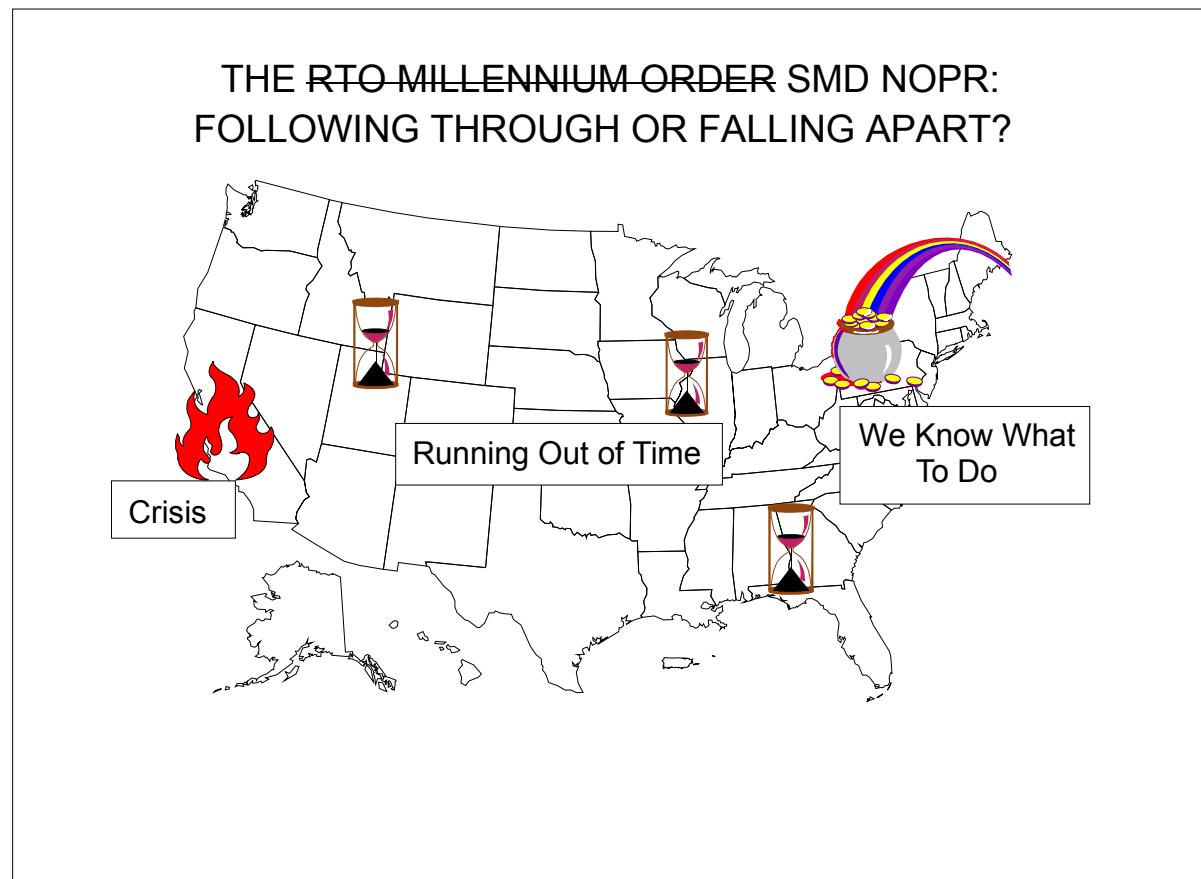 THE RTO MILLENNIUM ORDER SMD NOPR:
FOLLOWING THROUGH OR FALLING APART?
Running Out of Time
We Know What
To Do
Crisis